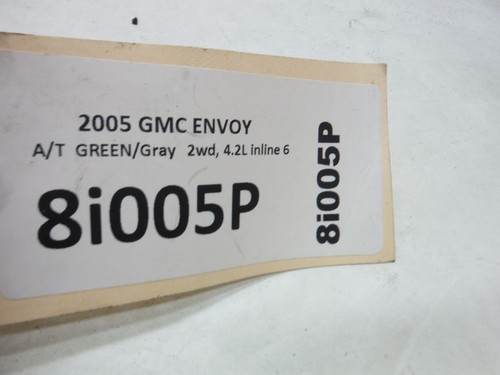 2005 GMC ENVOY
A/T GREEN/Gray 2wd, 4.2L inline 6
8i005P
8i005P